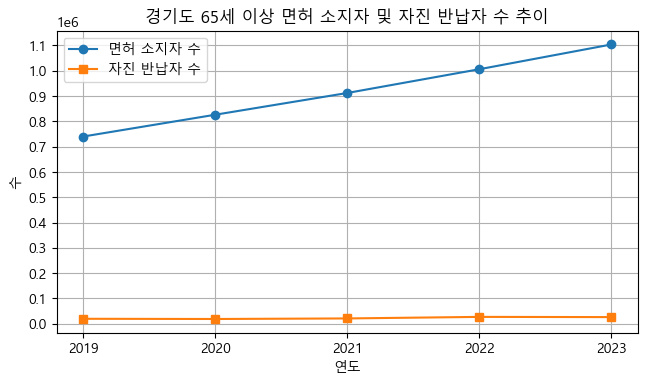 경기도 65세 이상 면허 소지자 및 자진 반납자 수 추이
1e6
면허 소지자 수
자진 반납자 수
1.1
1.0
0.9
0.8
0.7
0.6
0.5
0.4
0.3
0.2
0.1
0.0
수
2019 2020 2021 2022 2023
연도